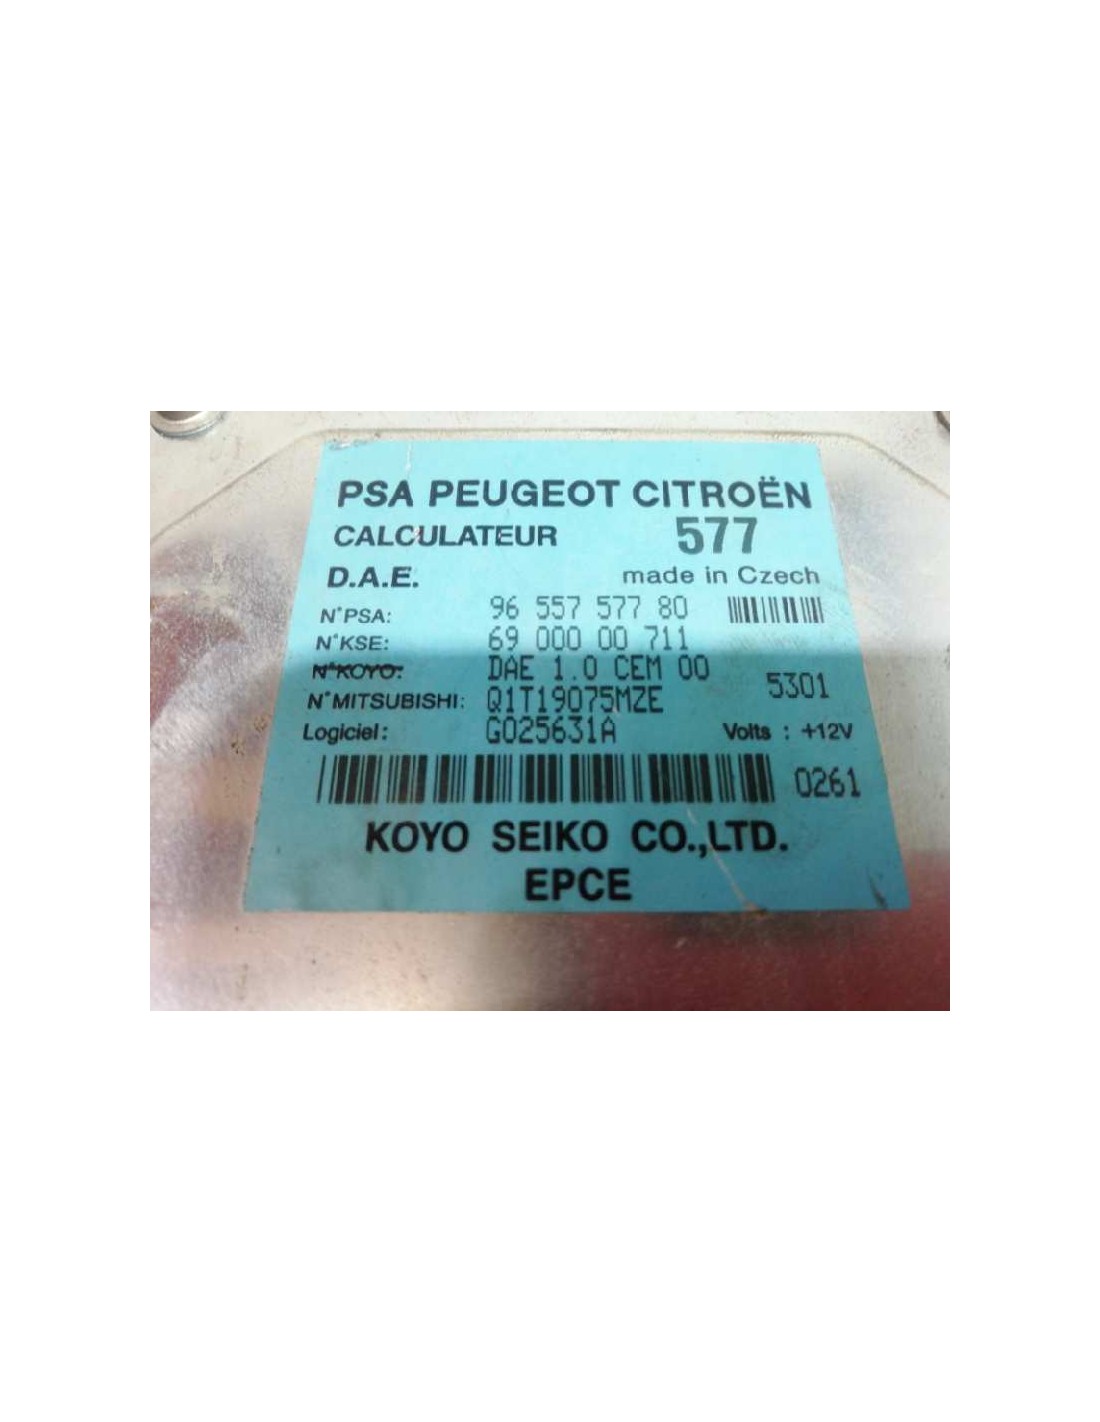 PSA PEUGEOT CITROËN
CALCULATEUR 577
D.A.E. made in Czech
N°PSA: 96 557 577 80
N°KSE: 69 000 00 711
N°KOYO: DAE 1.0 CEM 00
N°MITSUBISHI: Q1T19075MZE 5301
Logiciel: G025631A Volts : +12V
0261
KOYO SEIKO CO.,LTD.
EPCE